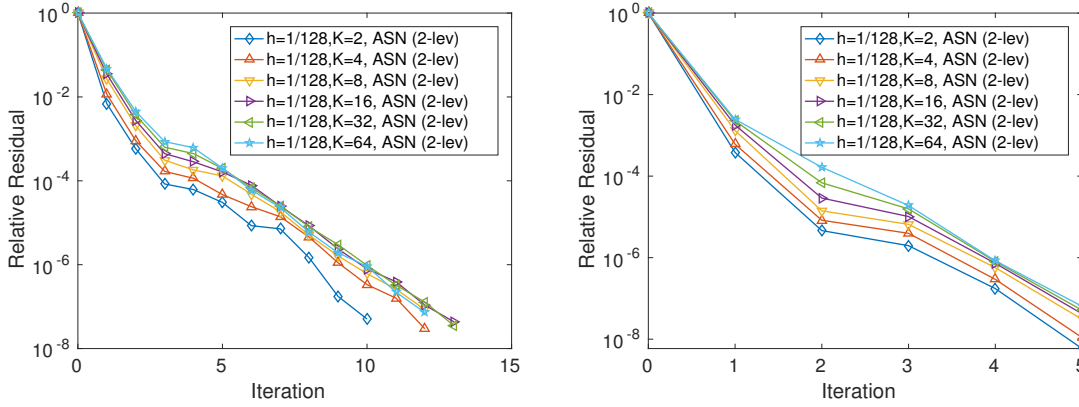 10^0
10^-2
10^-4
10^-6
10^-8
Relative Residual
0 5 10 15
Iteration
h=1/128,K=2, ASN (2-lev)
h=1/128,K=4, ASN (2-lev)
h=1/128,K=8, ASN (2-lev)
h=1/128,K=16, ASN (2-lev)
h=1/128,K=32, ASN (2-lev)
h=1/128,K=64, ASN (2-lev)
10^0
10^-2
10^-4
10^-6
10^-8
Relative Residual
0 1 2 3 4 5
Iteration
h=1/128,K=2, ASN (2-lev)
h=1/128,K=4, ASN (2-lev)
h=1/128,K=8, ASN (2-lev)
h=1/128,K=16, ASN (2-lev)
h=1/128,K=32, ASN (2-lev)
h=1/128,K=64, ASN (2-lev)